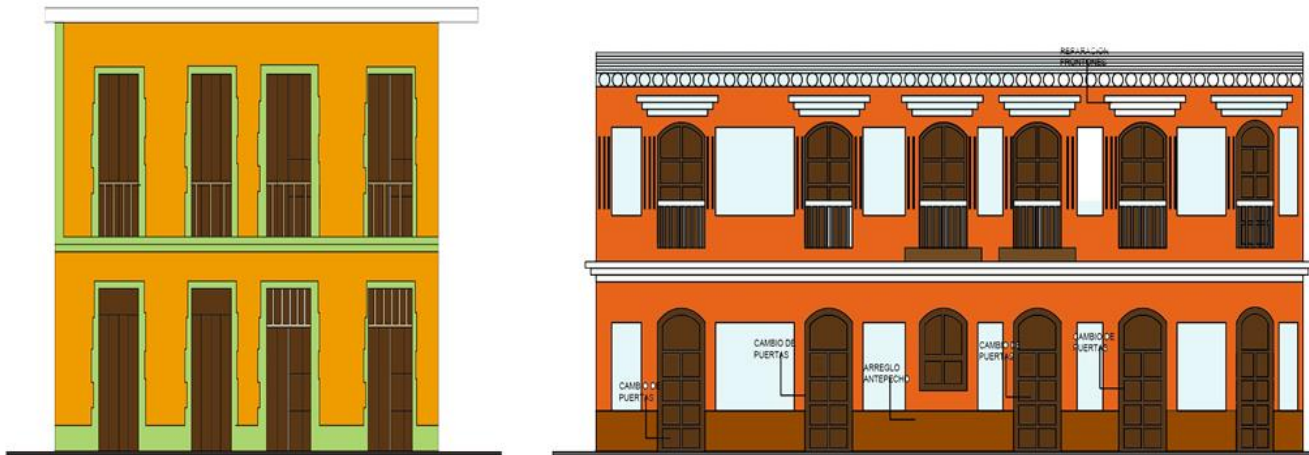 REPARACION
FRONTONES
CAMBIO DE
PUERTAS
CAMBIO DE
PUERTAS
ARREGLO
ANTEPECHO
CAMBIO DE
PUERTAS
CAMBIO DE
PUERTAS